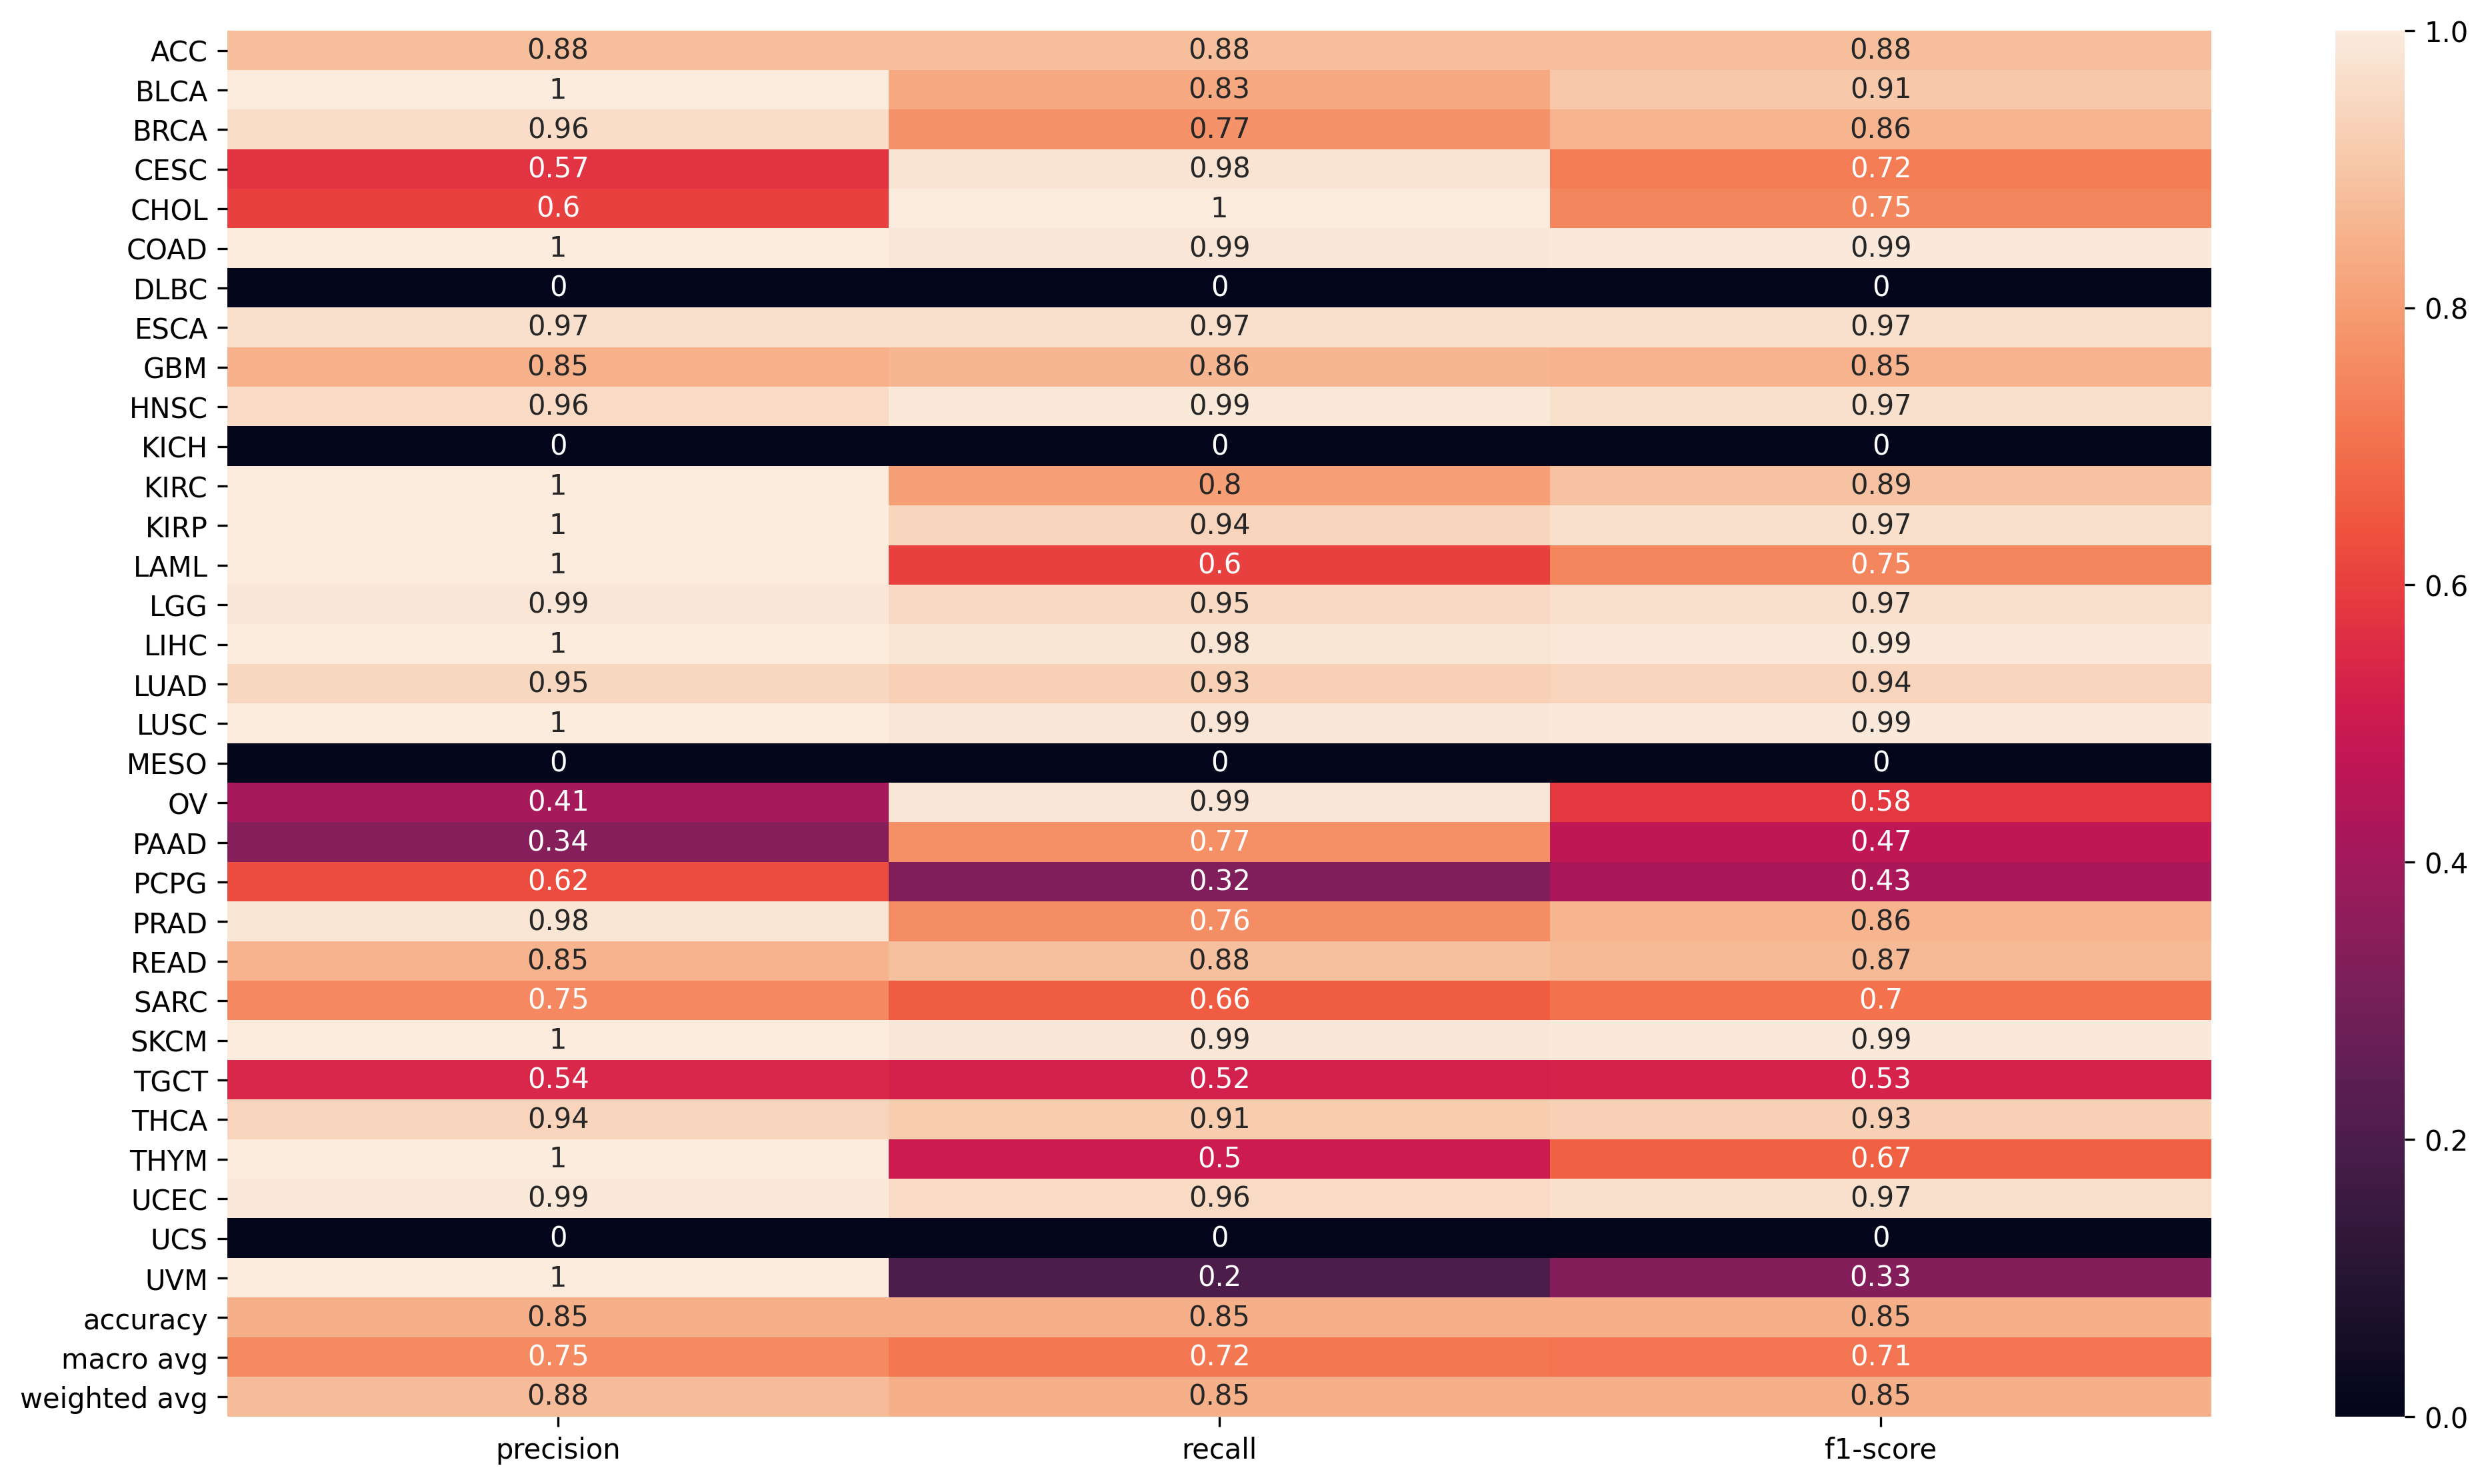 ACC 0.88 0.88 0.88 1.0
BLCA 1 0.83 0.91
BRCA 0.96 0.77 0.86
CESC 0.57 0.98 0.72
CHOL 0.6 1 0.75
COAD 1 0.99 0.99
DLBC 0 0 0
ESCA 0.97 0.97 0.97 0.8
GBM 0.85 0.86 0.85
HNSC 0.96 0.99 0.97
KICH 0 0 0
KIRC 1 0.8 0.89
KIRP 1 0.94 0.97
LAML 1 0.6 0.75 0.6
LGG 0.99 0.95 0.97
LIHC 1 0.98 0.99
LUAD 0.95 0.93 0.94
LUSC 1 0.99 0.99
MESO 0 0 0
OV 0.41 0.99 0.58
PAAD 0.34 0.77 0.47 0.4
PCPG 0.62 0.32 0.43
PRAD 0.98 0.76 0.86
READ 0.85 0.88 0.87
SARC 0.75 0.66 0.7
SKCM 1 0.99 0.99
TGCT 0.54 0.52 0.53
THCA 0.94 0.91 0.93 0.2
THYM 1 0.5 0.67
UCEC 0.99 0.96 0.97
UCS 0 0 0
UVM 1 0.2 0.33
accuracy 0.85 0.85 0.85
macro avg 0.75 0.72 0.71
weighted avg 0.88 0.85 0.85 0.0
precision recall f1-score